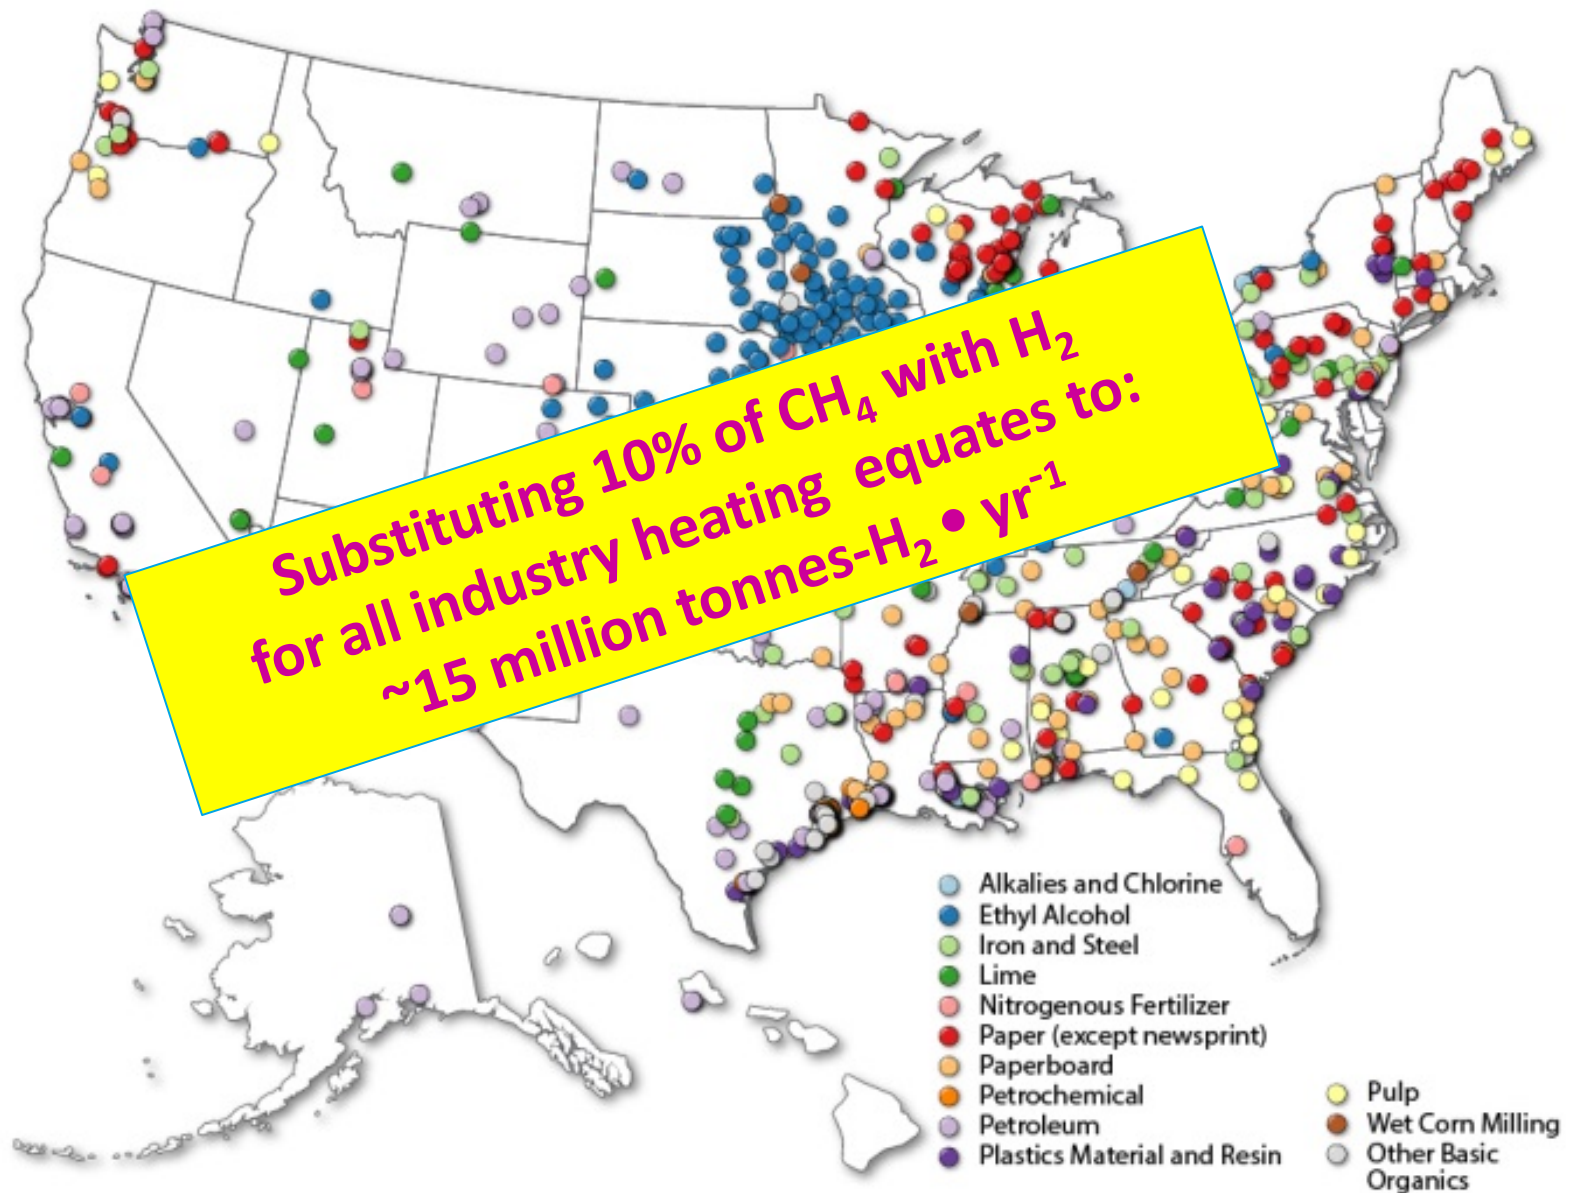 Substituting 10% of CH₄ with H₂
for all industry heating equates to:
~15 million tonnes-H₂ • yr⁻¹
Alkalies and Chlorine
Ethyl Alcohol
Iron and Steel
Lime
Nitrogenous Fertilizer
Paper (except newsprint)
Paperboard
Petrochemical
Petroleum
Plastics Material and Resin
Pulp
Wet Corn Milling
Other Basic
Organics